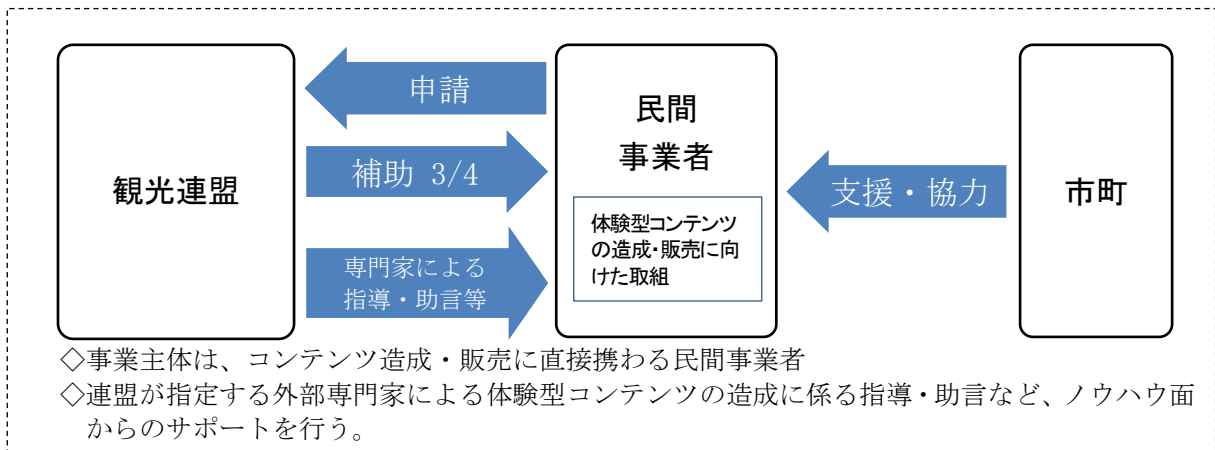 観光連盟
申請
補助 3/4
専門家による
指導・助言等
民間
事業者
体験型コンテンツ
の造成・販売に向
けた取組
支援・協力
市町
◇事業主体は、コンテンツ造成・販売に直接携わる民間事業者
◇連盟が指定する外部専門家による体験型コンテンツの造成に係る指導・助言など、ノウハウ面
からのサポートを行う。